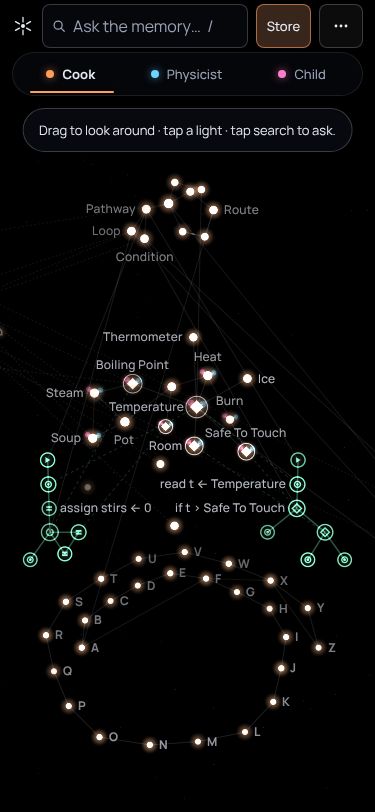 Ask the memory… /
Store
Cook
Physicist
Child
Drag to look around · tap a light · tap search to ask.
Pathway
Route
Loop
Condition
Thermometer
Heat
Boiling Point
Ice
Steam
Burn
Temperature
Safe To Touch
Soup
Pot
Room
read t ← Temperature
assign stirs ← 0
if t > Safe To Touch
V
U
W
E
T
F
X
D
G
C
S
H
Y
B
R
I
A
Z
J
Q
K
P
L
O
M
N